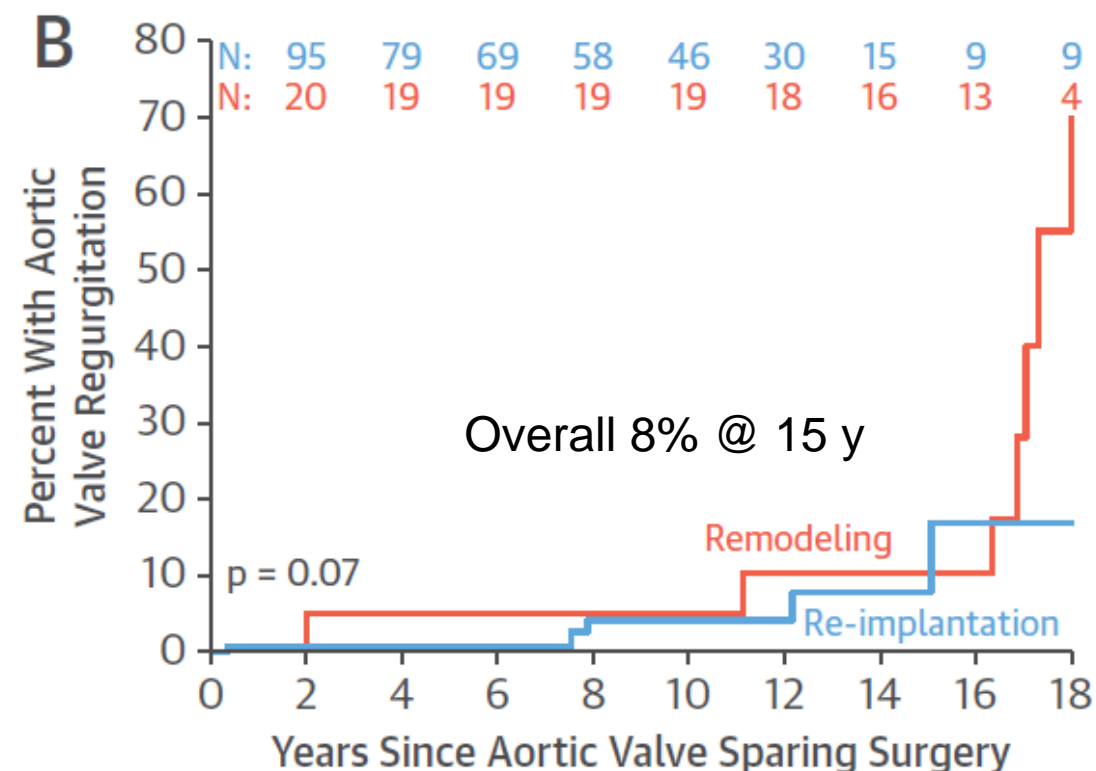 B
N: 95 79 69 58 46 30 15 9 9
N: 20 19 19 19 19 18 16 13 4
Percent With Aortic
Valve Regurgitation
80
70
60
50
40
30
20
10
0
Overall 8% @ 15 y
Remodeling
p = 0.07
Re-implantation
0 2 4 6 8 10 12 14 16 18
Years Since Aortic Valve Sparing Surgery